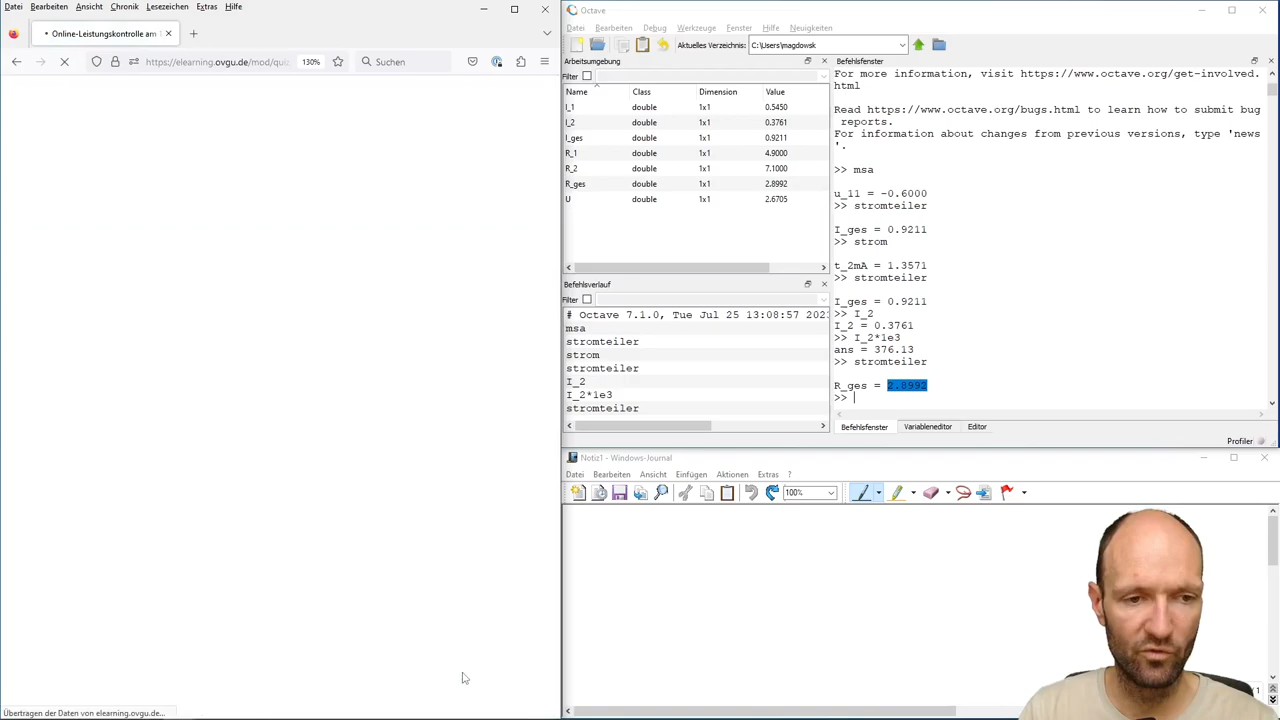 Datei Bearbeiten Ansicht Chronik Lesezeichen Extras Hilfe
Online-Leistungskontrolle am
https://elearning.ovgu.de/mod/quiz
130%
Suchen
Übertragen der Daten von elearning.ovgu.de...
Octave
Datei Bearbeiten Debug Werkzeuge Fenster Hilfe Neuigkeiten
Aktuelles Verzeichnis: C:\Users\magdowsk
Arbeitsumgebung
Filter
Name Class Dimension Value
I_1 double 1x1 0.5450
I_2 double 1x1 0.3761
I_ges double 1x1 0.9211
R_1 double 1x1 4.9000
R_2 double 1x1 7.1000
R_ges double 1x1 2.8992
U double 1x1 2.6705
Befehlsverlauf
Filter
# Octave 7.1.0, Tue Jul 25 13:08:57 202
msa
stromteiler
strom
stromteiler
I_2
I_2*1e3
stromteiler
Befehlsfenster
For more information, visit https://www.octave.org/get-involved.
html
Read https://www.octave.org/bugs.html to learn how to submit bug
reports.
For information about changes from previous versions, type 'news
'.
>> msa
u_11 = -0.6000
>> stromteiler
I_ges = 0.9211
>> strom
t_2mA = 1.3571
>> stromteiler
I_ges = 0.9211
>> I_2
I_2 = 0.3761
>> I_2*1e3
ans = 376.13
>> stromteiler
R_ges = 2.8992
>>
Befehlsfenster Variableneditor Editor
Profiler
Notiz1 - Windows-Journal
Datei Bearbeiten Ansicht Einfügen Aktionen Extras ?
100%